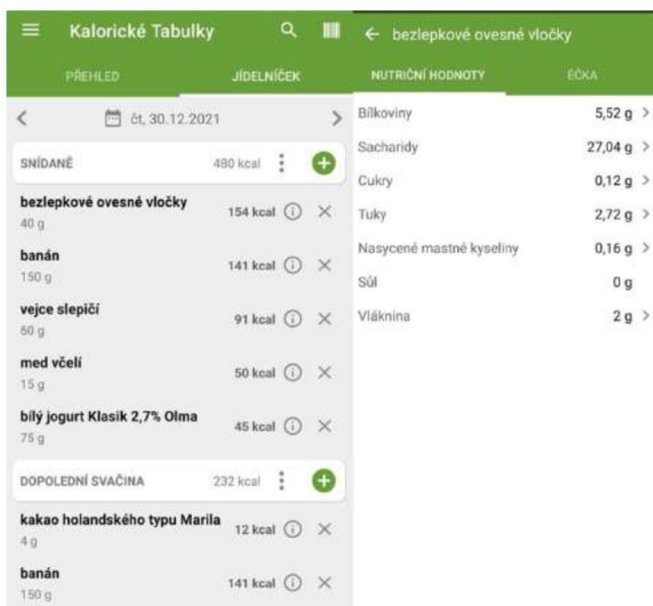 Kalorické Tabulky
PŘEHLED
JÍDELNÍČEK
čt, 30.12.2021
SNÍDANĚ 480 kcal
bezlepkové ovesné vločky 154 kcal
40 g
banán 141 kcal
150 g
vejce slepičí 91 kcal
60 g
med včelí 50 kcal
15 g
bílý jogurt Klasik 2,7% Olma 45 kcal
75 g
DOPOLEDNÍ SVAČINA 232 kcal
kakao holandského typu Marila 12 kcal
4 g
banán 141 kcal
150 g
bezlepkové ovesné vločky
NUTRIČNÍ HODNOTY
ÉČKA
Bílkoviny 5,52 g
Sacharidy 27,04 g
Cukry 0,12 g
Tuky 2,72 g
Nasycené mastné kyseliny 0,16 g
Sůl 0 g
Vláknina 2 g